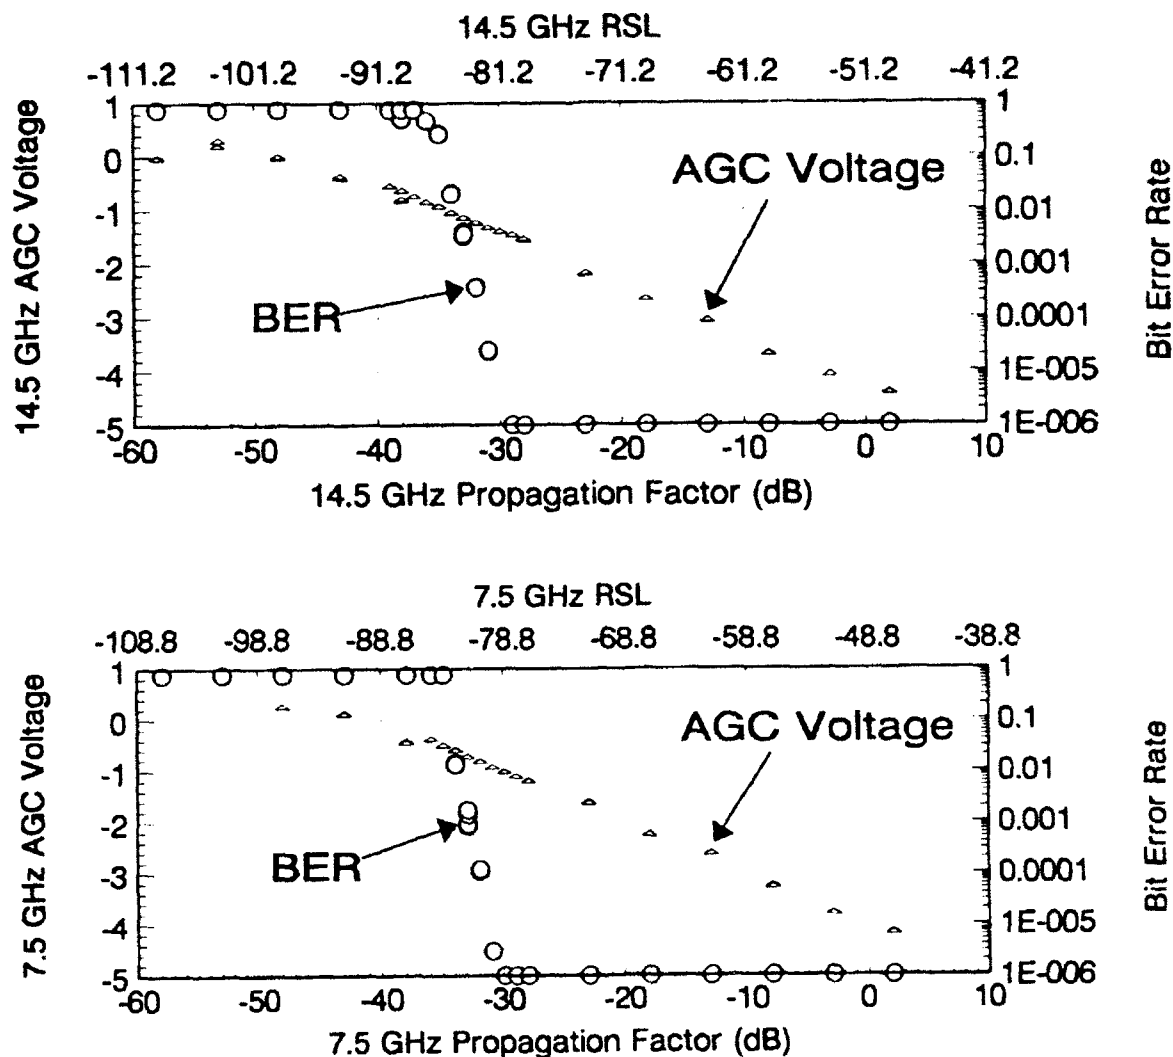 14.5 GHz RSL
-111.2 -101.2 -91.2 -81.2 -71.2 -61.2 -51.2 -41.2
14.5 GHz AGC Voltage
1
0
-1
-2
-3
-4
-5
AGC Voltage
BER
1
0.1
0.01
0.001
0.0001
1E-005
1E-006
Bit Error Rate
-60 -50 -40 -30 -20 -10 0 10
14.5 GHz Propagation Factor (dB)
7.5 GHz RSL
-108.8 -98.8 -88.8 -78.8 -68.8 -58.8 -48.8 -38.8
7.5 GHz AGC Voltage
1
0
-1
-2
-3
-4
-5
AGC Voltage
BER
1
0.1
0.01
0.001
0.0001
1E-005
1E-006
Bit Error Rate
-60 -50 -40 -30 -20 -10 0 10
7.5 GHz Propagation Factor (dB)